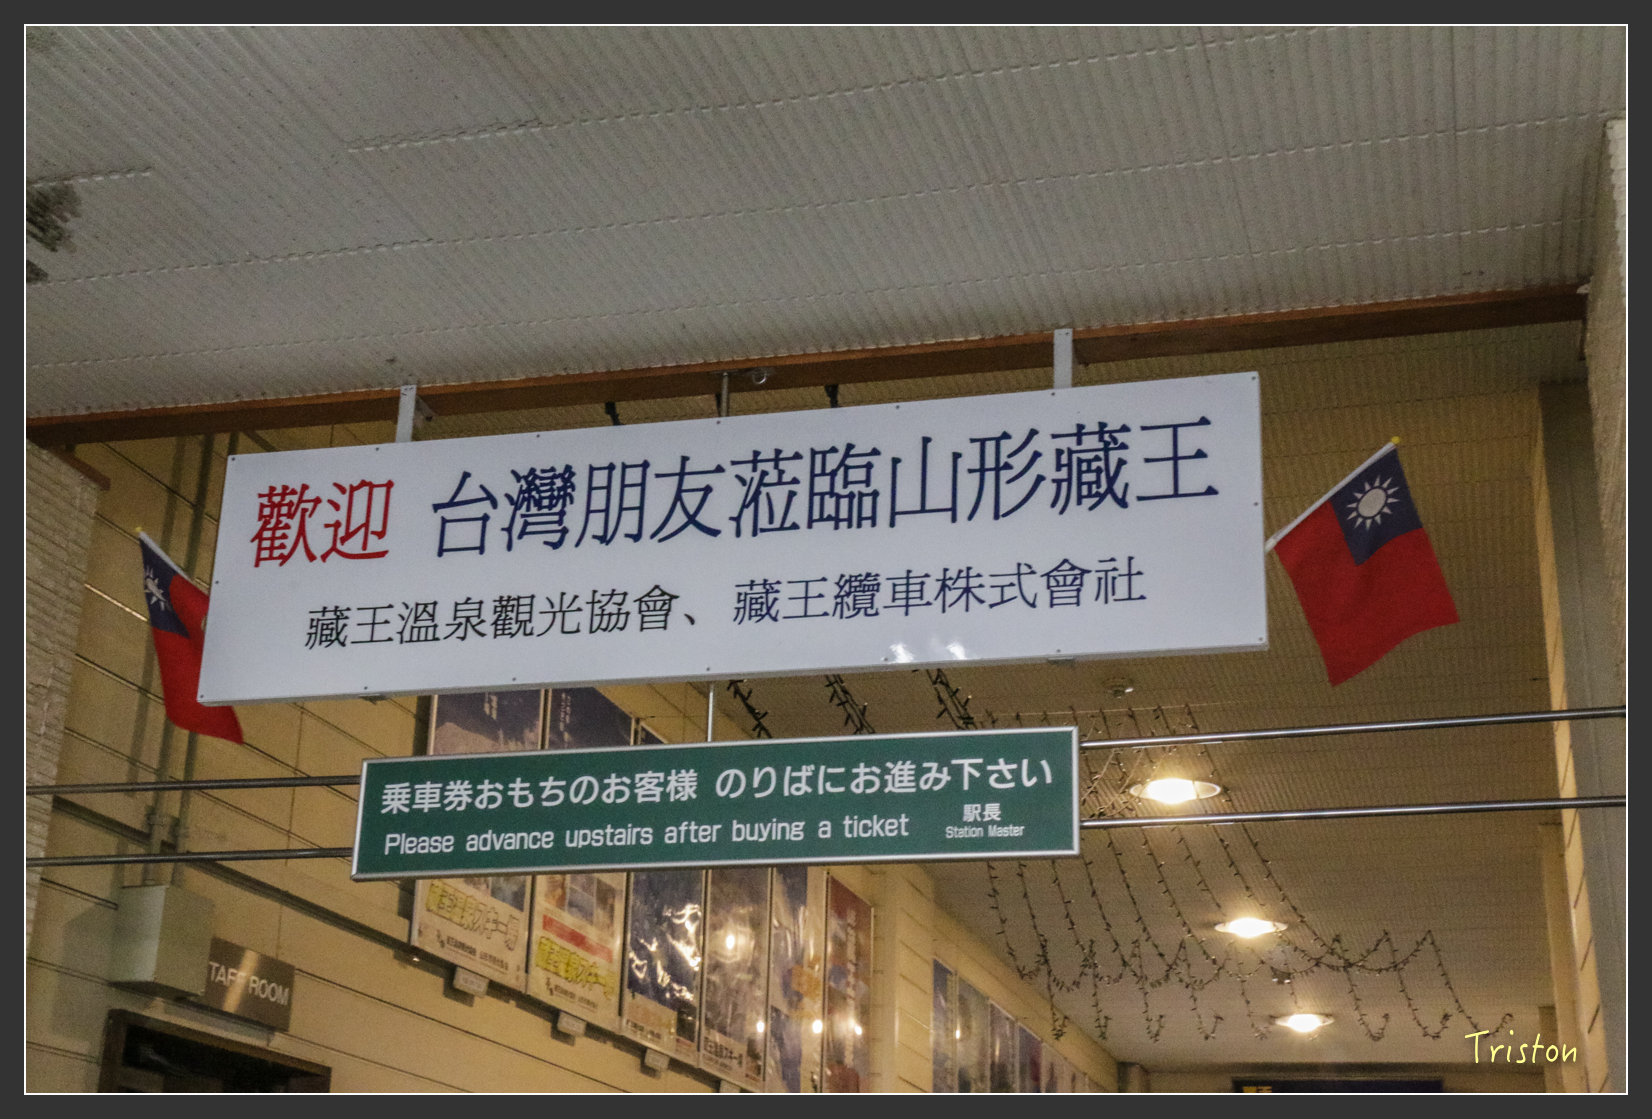 歡迎 台灣朋友蒞臨山形藏王
藏王溫泉觀光協會、藏王纜車株式會社
乗車券おもちのお客様 のりばにお進み下さい
Please advance upstairs after buying a ticket
駅長
Station Master
TAFF ROOM
Triston